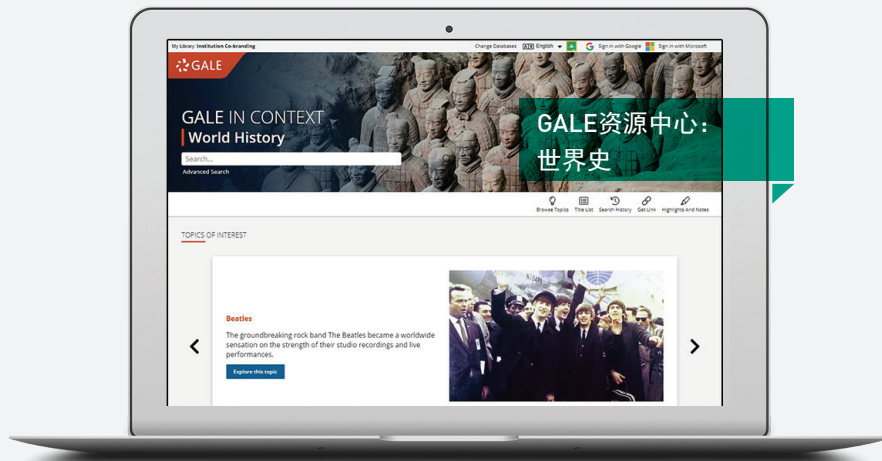 My Library Institution Co-branding
Change Databases English Sign in with Google Sign in with Microsoft
GALE
GALE IN CONTEXT
World History
Search...
Advanced Search
GALE资源中心：
世界史
Browse Topics Title List Search History Get Link Highlights And Notes
TOPICS OF INTEREST
Beatles
The groundbreaking rock band The Beatles became a worldwide
sensation on the strength of their studio recordings and live
performances.
Explore this topic